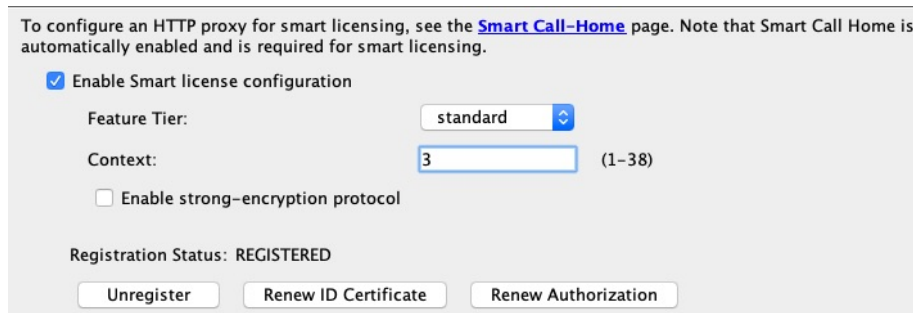 To configure an HTTP proxy for smart licensing, see the Smart Call-Home page. Note that Smart Call Home is
automatically enabled and is required for smart licensing.
Enable Smart license configuration
Feature Tier: standard
Context: 3 (1-38)
Enable strong-encryption protocol
Registration Status: REGISTERED
Unregister Renew ID Certificate Renew Authorization